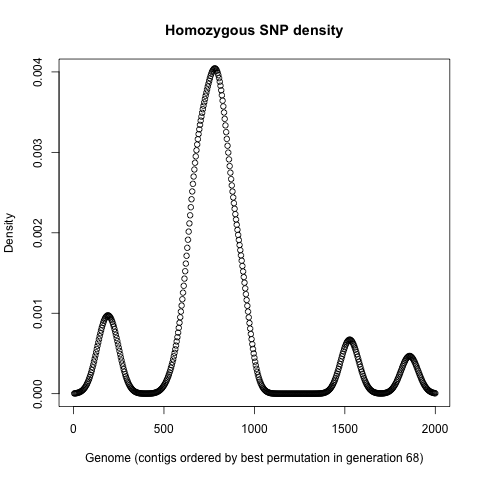 Homozygous SNP density
Density
0.004
0.003
0.002
0.001
0.000
0 500 1000 1500 2000
Genome (contigs ordered by best permutation in generation 68)